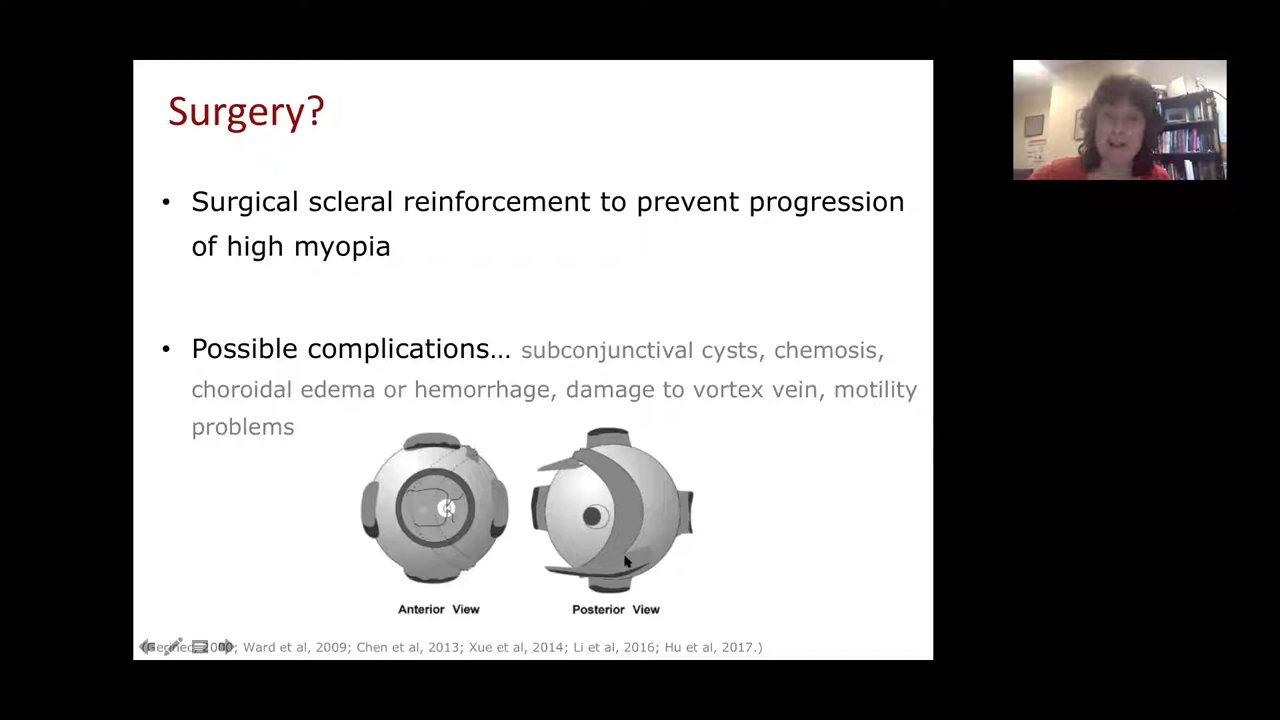 Surgery?
• Surgical scleral reinforcement to prevent progression
of high myopia
• Possible complications... subconjunctival cysts, chemosis,
choroidal edema or hemorrhage, damage to vortex vein, motility
problems
Anterior View
Posterior View
Ward et al, 2009; Chen et al, 2013; Xue et al, 2014; Li et al, 2016; Hu et al, 2017.)